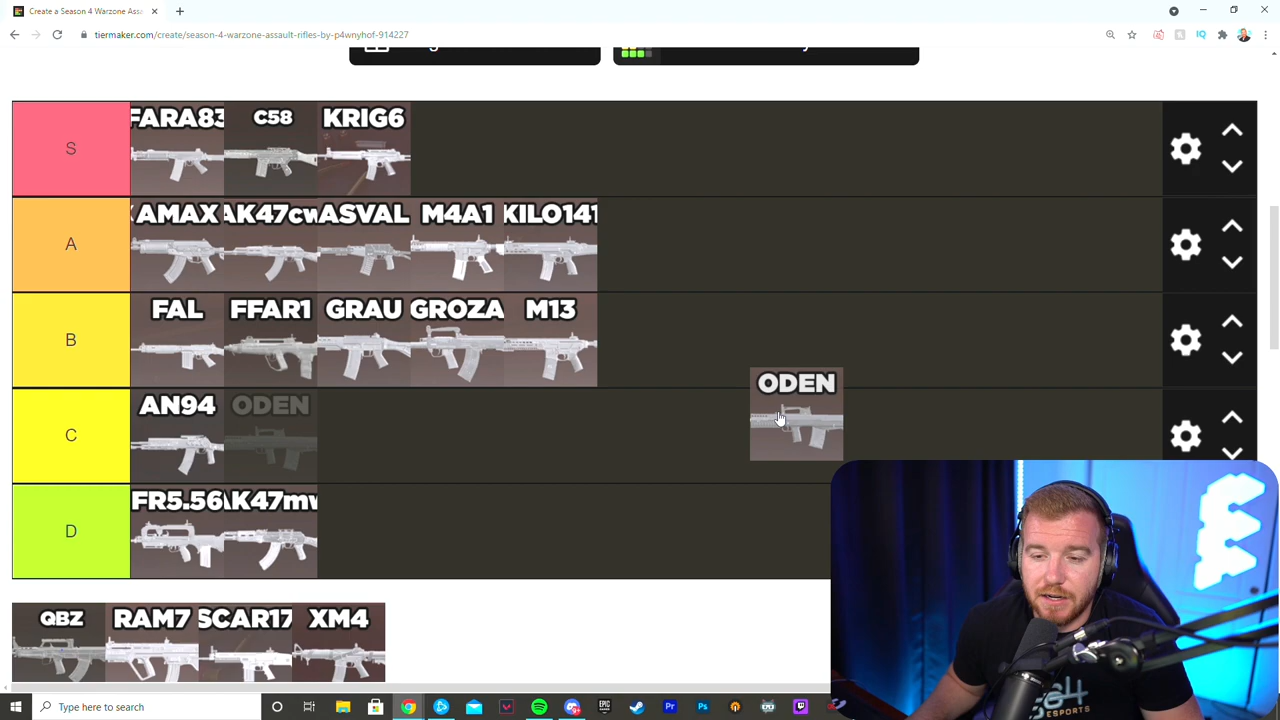 Create a Season 4 Warzone Assa
tiermaker.com/create/season-4-warzone-assault-rifles-by-p4wnyhof-914227
S
FARA83
C58
KRIG6
A
AMAX
AK47cw
ASVAL
M4A1
KILO141
B
FAL
FFAR1
GRAU
GROZA
M13
ODEN
C
AN94
ODEN
D
FR5.56
AK47mw
QBZ
RAM7
SCAR17
XM4
ESPORTS
Type here to search